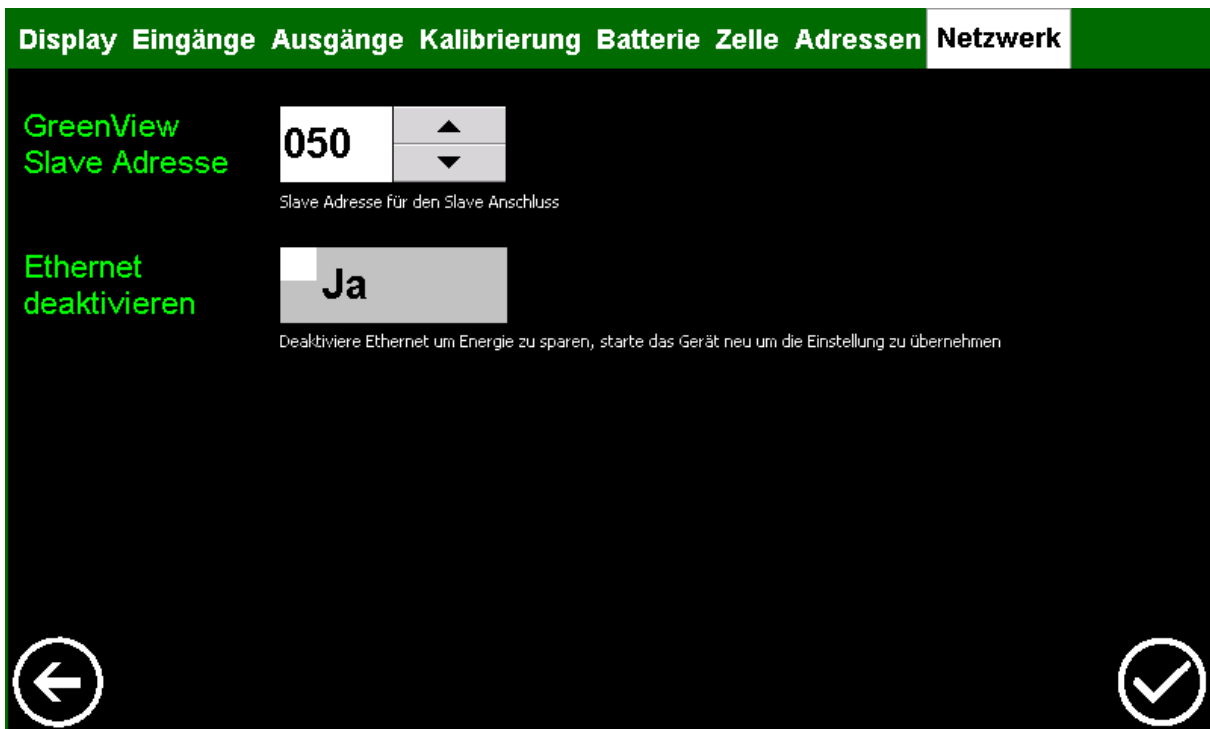 Display Eingänge Ausgänge Kalibrierung Batterie Zelle Adressen Netzwerk
GreenView
Slave Adresse
050
Slave Adresse für den Slave Anschluss
Ethernet
deaktivieren
Ja
Deaktiviere Ethernet um Energie zu sparen, starte das Gerät neu um die Einstellung zu übernehmen